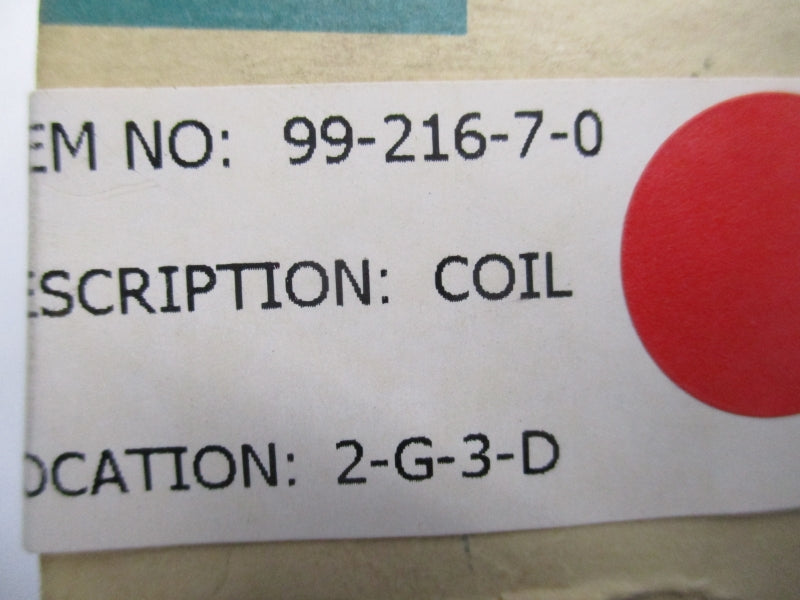 EM NO: 99-216-7-0
ESCRIPTION: COIL
OCATION: 2-G-3-D